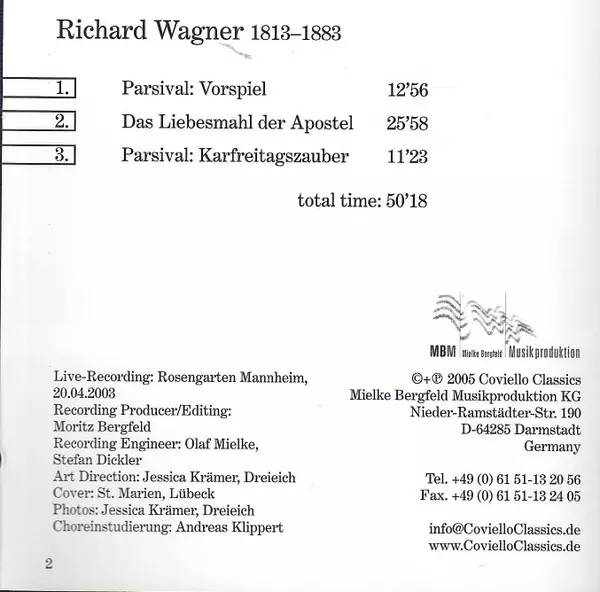 Richard Wagner 1813–1883
1. Parsival: Vorspiel 12'56
2. Das Liebesmahl der Apostel 25'58
3. Parsival: Karfreitagszauber 11'23
total time: 50'18
MBM Mielke Bergfeld Musikproduktion
Live-Recording: Rosengarten Mannheim,
20.04.2003
Recording Producer/Editing:
Moritz Bergfeld
Recording Engineer: Olaf Mielke,
Stefan Dickler
Art Direction: Jessica Krämer, Dreieich
Cover: St. Marien, Lübeck
Photos: Jessica Krämer, Dreieich
Choreinstudierung: Andreas Klippert
©+℗ 2005 Coviello Classics
Mielke Bergfeld Musikproduktion KG
Nieder-Ramstädter-Str. 190
D-64285 Darmstadt
Germany
Tel. +49 (0) 61 51-13 20 56
Fax. +49 (0) 61 51-13 24 05
info@CovielloClassics.de
www.CovielloClassics.de
2